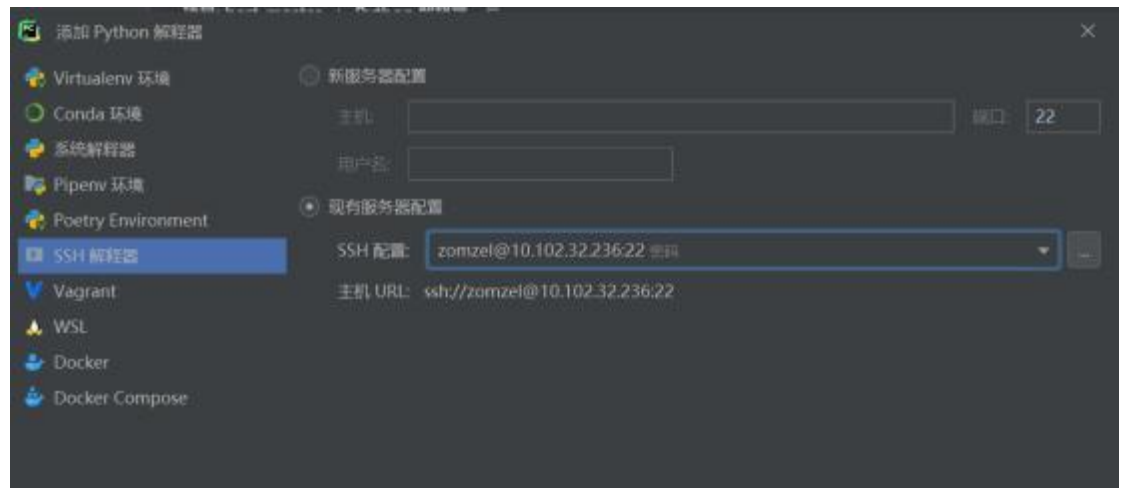 添加 Python 解释器
Virtualenv 环境
Conda 环境
系统解释器
Pipenv 环境
Poetry Environment
SSH 解释器
Vagrant
WSL
Docker
Docker Compose
新服务器配置
主机:
端口: 22
用户名:
现有服务器配置
SSH 配置: zomzel@10.102.32.236:22 密码
...
主机 URL: ssh://zomzel@10.102.32.236:22